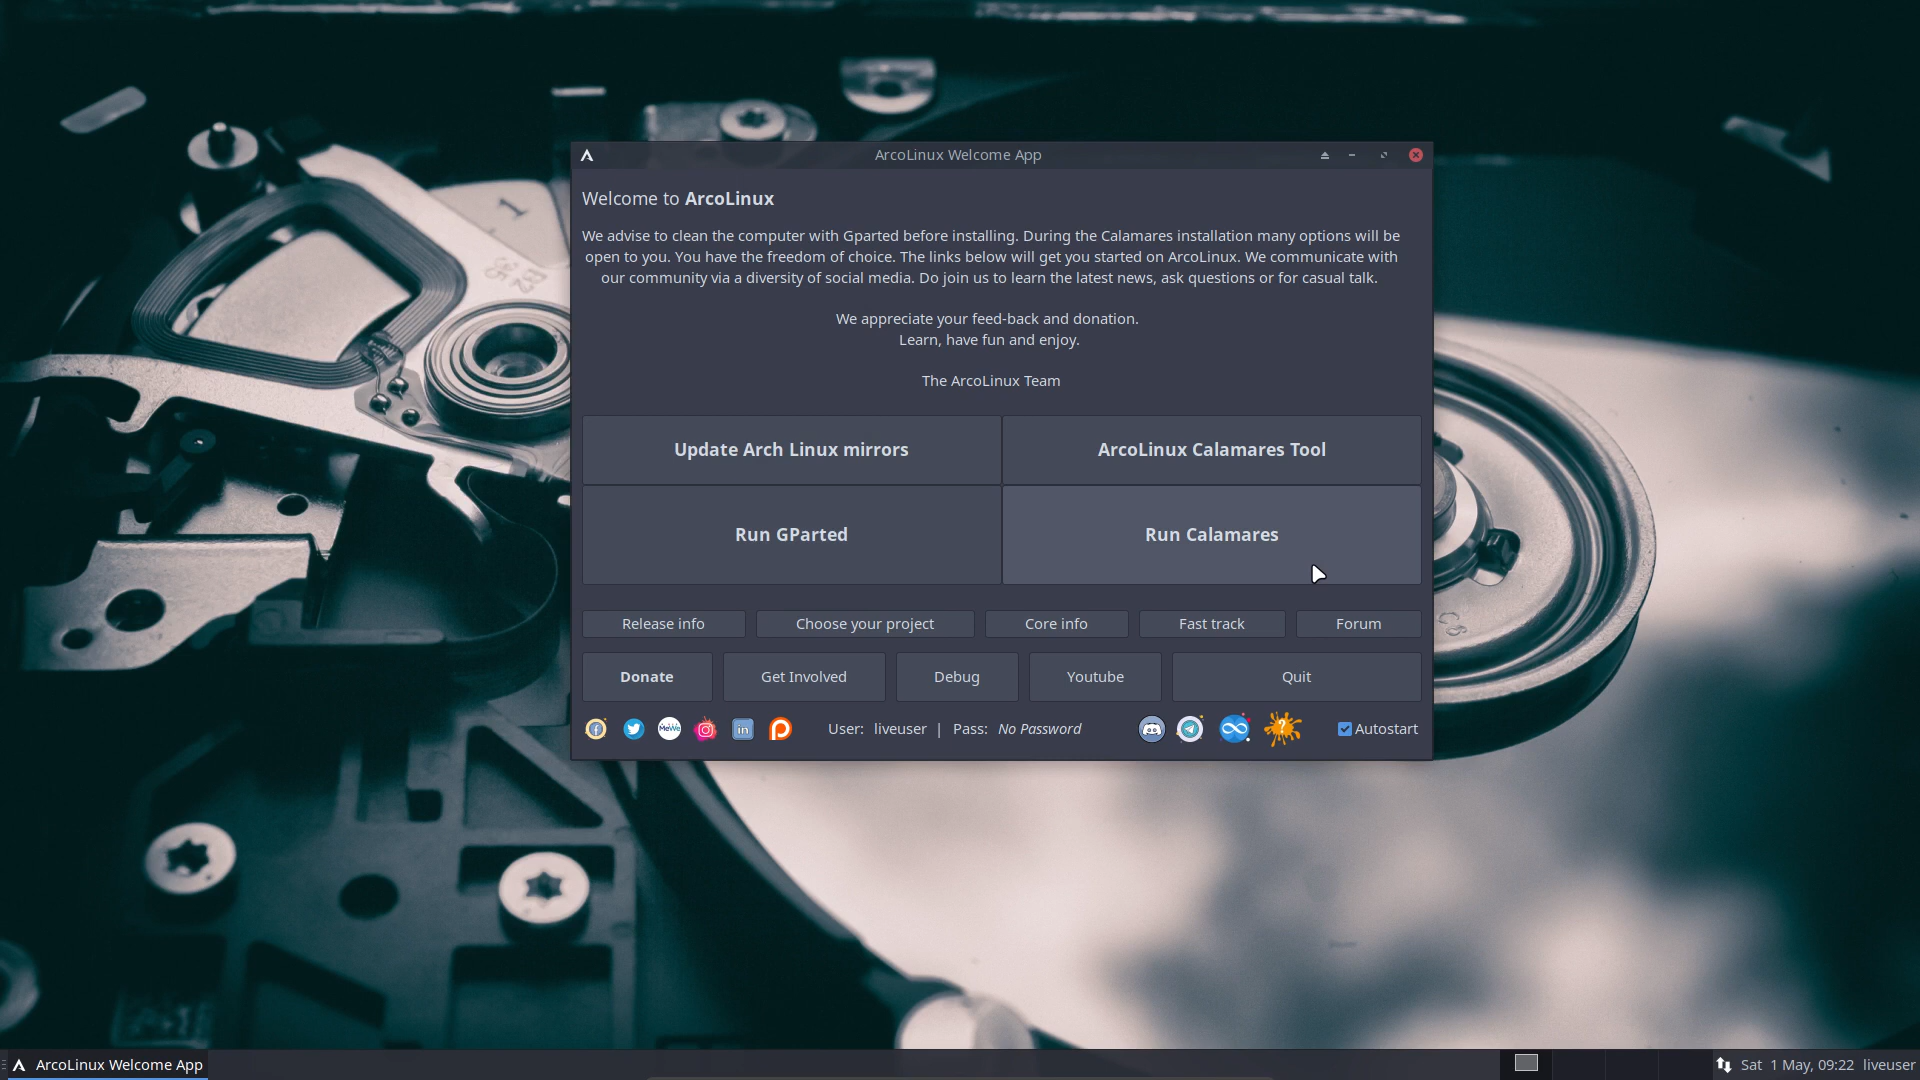 ArcoLinux Welcome App
Welcome to ArcoLinux
We advise to clean the computer with Gparted before installing. During the Calamares installation many options will be
open to you. You have the freedom of choice. The links below will get you started on ArcoLinux. We communicate with
our community via a diversity of social media. Do join us to learn the latest news, ask questions or for casual talk.
We appreciate your feed-back and donation.
Learn, have fun and enjoy.
The ArcoLinux Team
Update Arch Linux mirrors
ArcoLinux Calamares Tool
Run GParted
Run Calamares
Release info
Choose your project
Core info
Fast track
Forum
Donate
Get Involved
Debug
Youtube
Quit
MeWe
in
User: liveuser | Pass: No Password
?
Autostart
1
ArcoLinux Welcome App
Sat 1 May, 09:22 liveuser